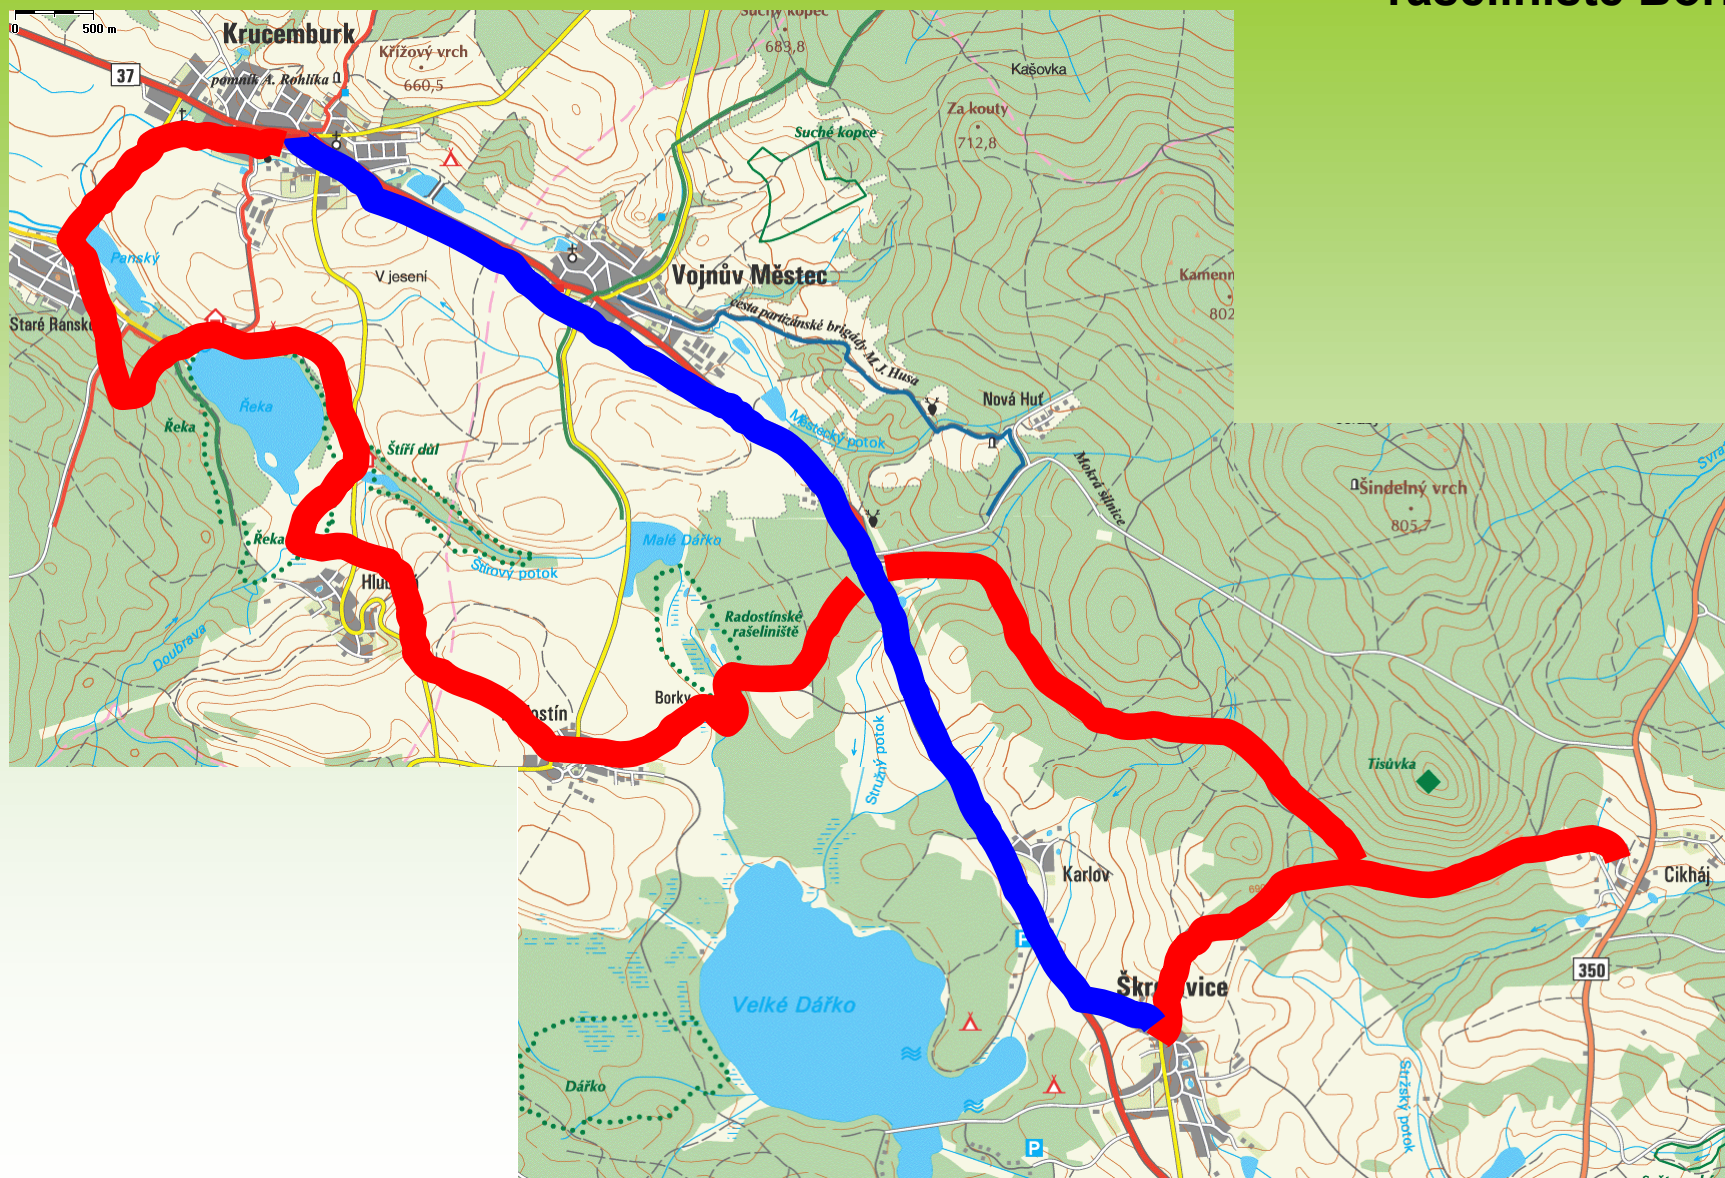 0 500 m
Krucemburk
37
pomník A. Rohlíka
Křížový vrch
660,5
Suchý kopec
683,8
Kašovka
Za kouty
712,8
Suché kopce
Panský
V jesení
Vojnův Městec
Kamenn
802
Staré Ransko
cesta partizánské brigády M. J. Husa
Řeka
Řeka
Štíří důl
Městecký potok
Nová Huť
Mokrá silnice
Šindelný vrch
805,7
Svra
Řeka
Štírový potok
Malé Dářko
Doubrava
Radostínské
rašeliniště
Borky
Stružný potok
Tisůvka
Karlov
Cikháj
P
350
Velké Dářko
Dářko
P
Stržský potok